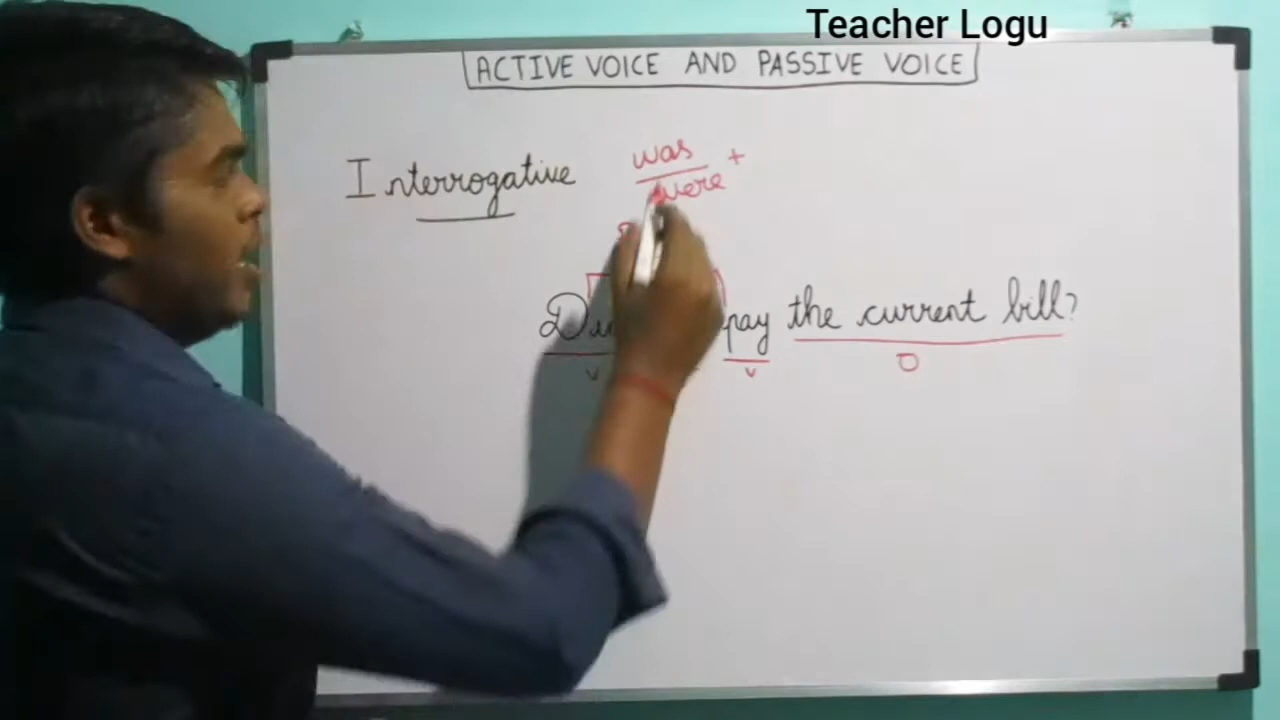 Teacher Logu
ACTIVE VOICE AND PASSIVE VOICE
Interrogative
was +
were
pay the current bill?
v v O